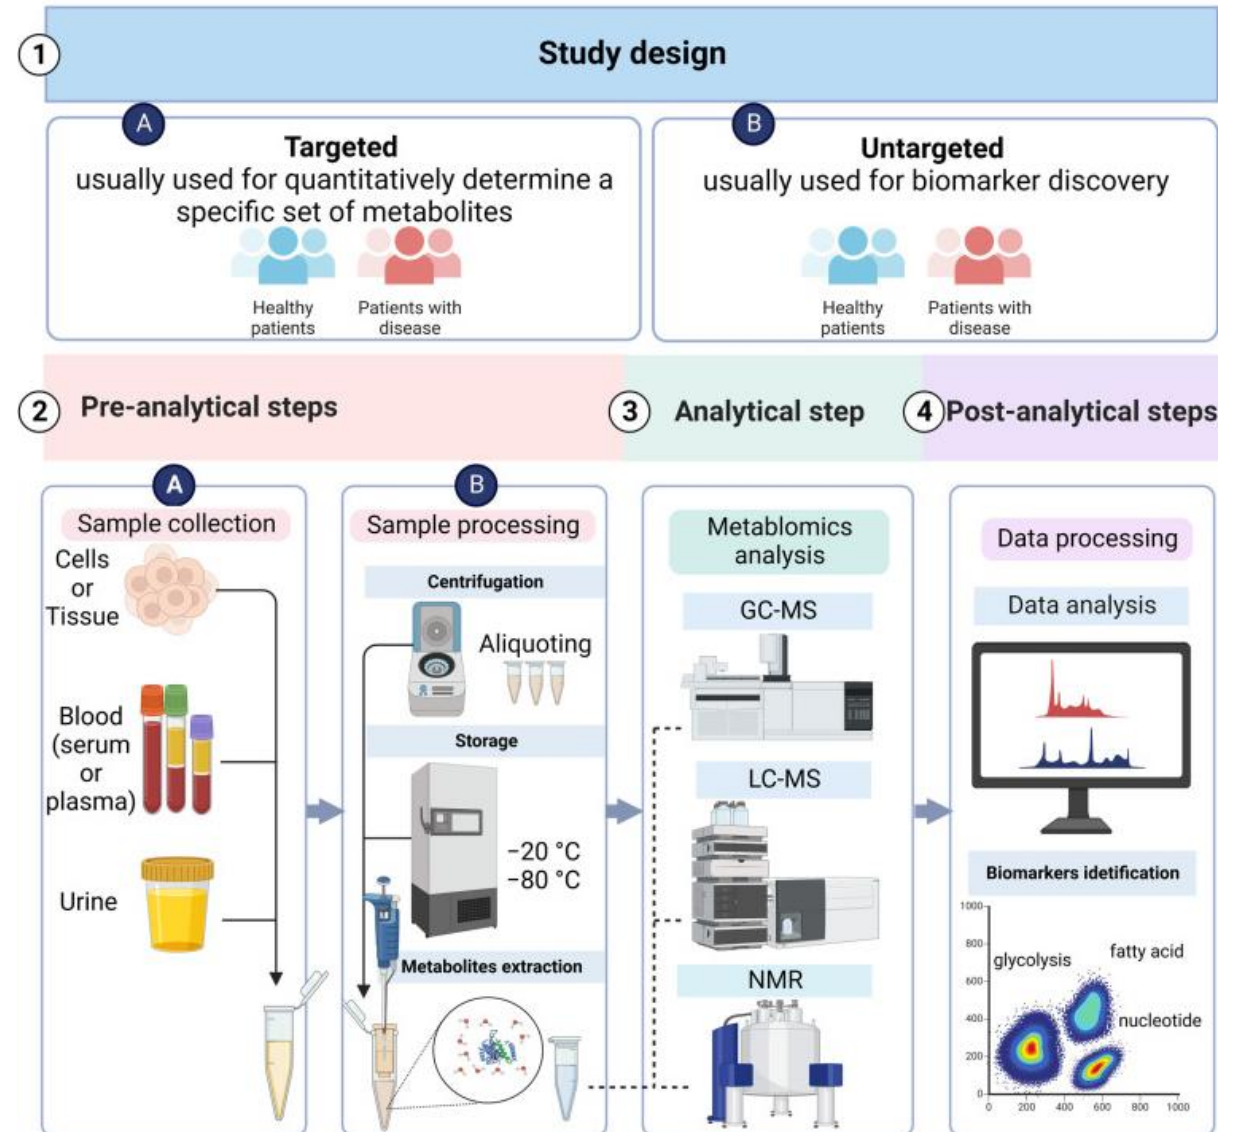 1
Study design
A
Targeted
usually used for quantitatively determine a
specific set of metabolites
Healthy
patients
Patients with
disease
B
Untargeted
usually used for biomarker discovery
Healthy
patients
Patients with
disease
2
Pre-analytical steps
3
Analytical step
4
Post-analytical steps
A
Sample collection
Cells
or
Tissue
Blood
(serum
or
plasma)
Urine
B
Sample processing
Centrifugation
Aliquoting
Storage
−20 °C
−80 °C
Metabolites extraction
Metablomics
analysis
GC-MS
LC-MS
NMR
Data processing
Data analysis
Biomarkers idetification
1000
800
600
400
200
0
glycolysis
fatty acid
nucleotide
0 200 400 600 800 1000